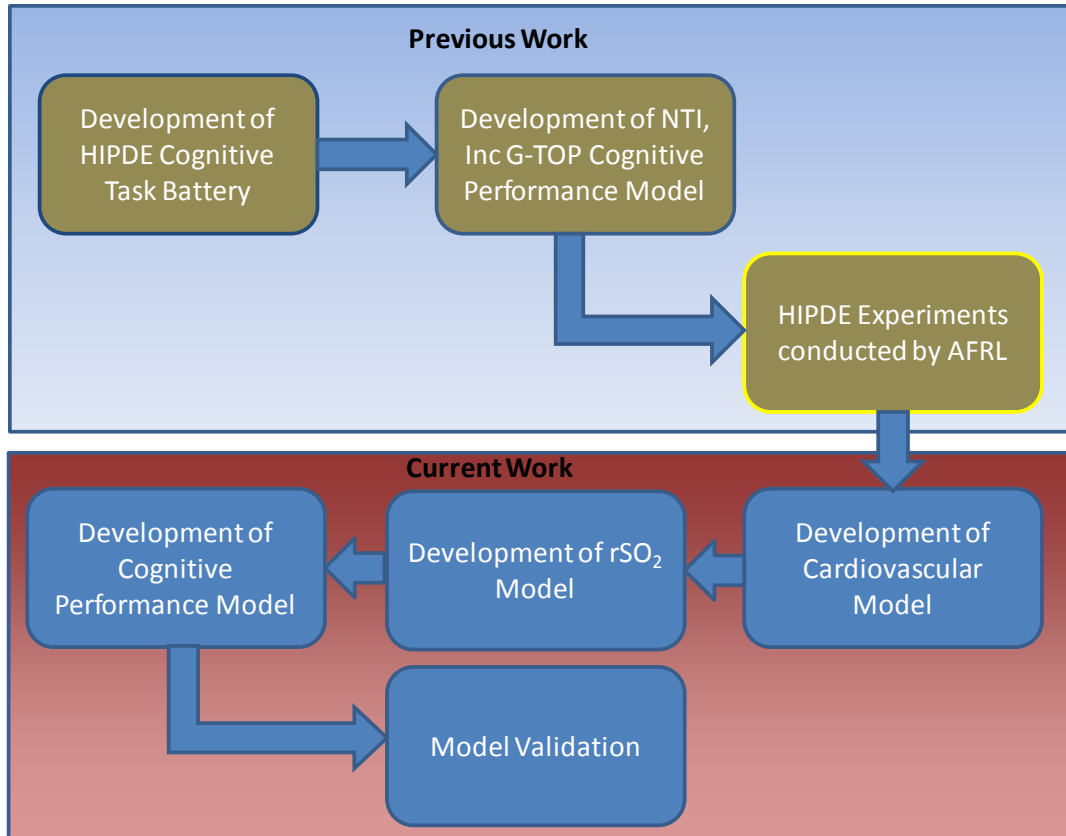 Previous Work
Development of
HIPDE Cognitive
Task Battery
Development of NTI,
Inc G-TOP Cognitive
Performance Model
HIPDE Experiments
conducted by AFRL
Current Work
Development of
Cardiovascular
Model
Development of rSO₂
Model
Development of
Cognitive
Performance Model
Model Validation